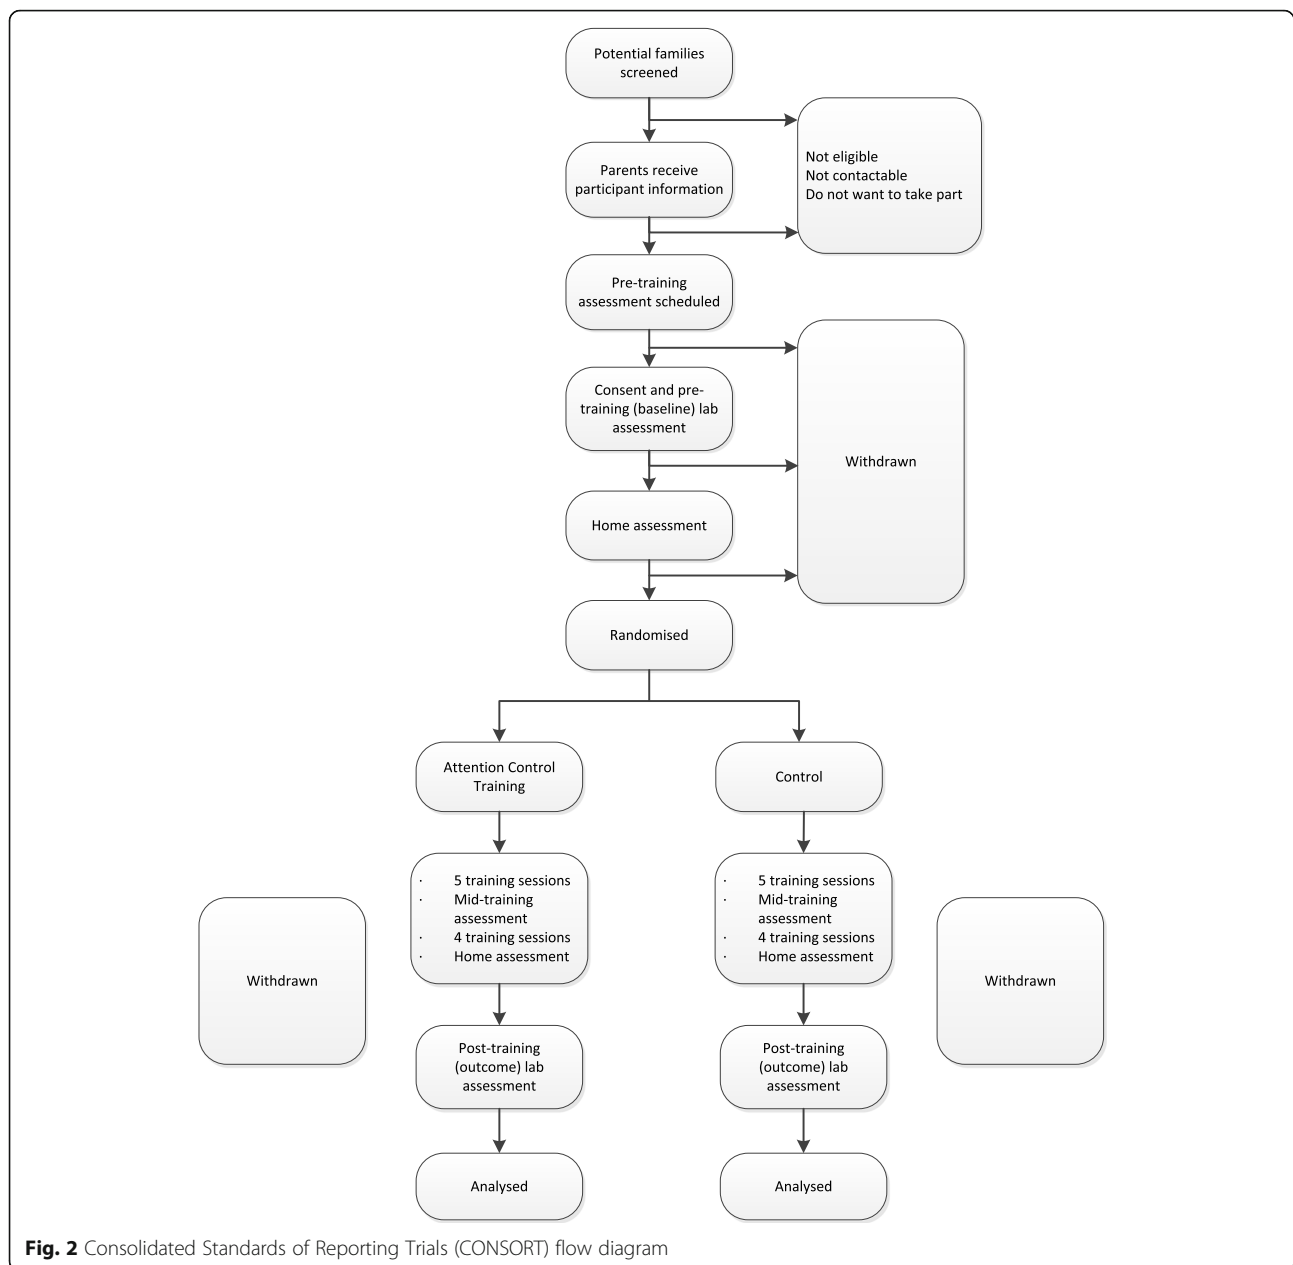 Potential families
screened
Not eligible
Not contactable
Do not want to take part
Parents receive
participant information
Pre-training
assessment scheduled
Consent and pre-
training (baseline) lab
assessment
Withdrawn
Home assessment
Randomised
Attention Control
Training
Control
· 5 training sessions
· Mid-training
assessment
· 4 training sessions
· Home assessment
· 5 training sessions
· Mid-training
assessment
· 4 training sessions
· Home assessment
Withdrawn
Withdrawn
Post-training
(outcome) lab
assessment
Post-training
(outcome) lab
assessment
Analysed
Analysed
Fig. 2 Consolidated Standards of Reporting Trials (CONSORT) flow diagram